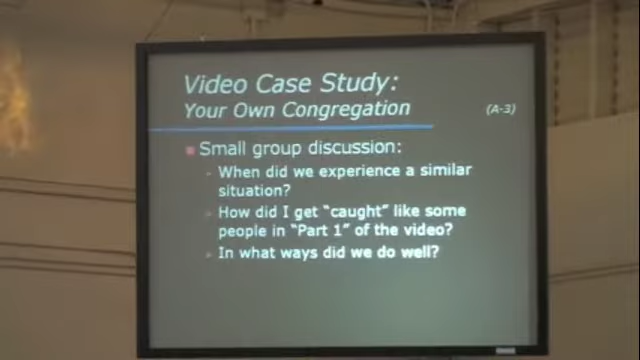 Video Case Study:
Your Own Congregation
(A-3)
Small group discussion:
When did we experience a similar
situation?
How did I get "caught" like some
people in "Part 1" of the video?
In what ways did we do well?